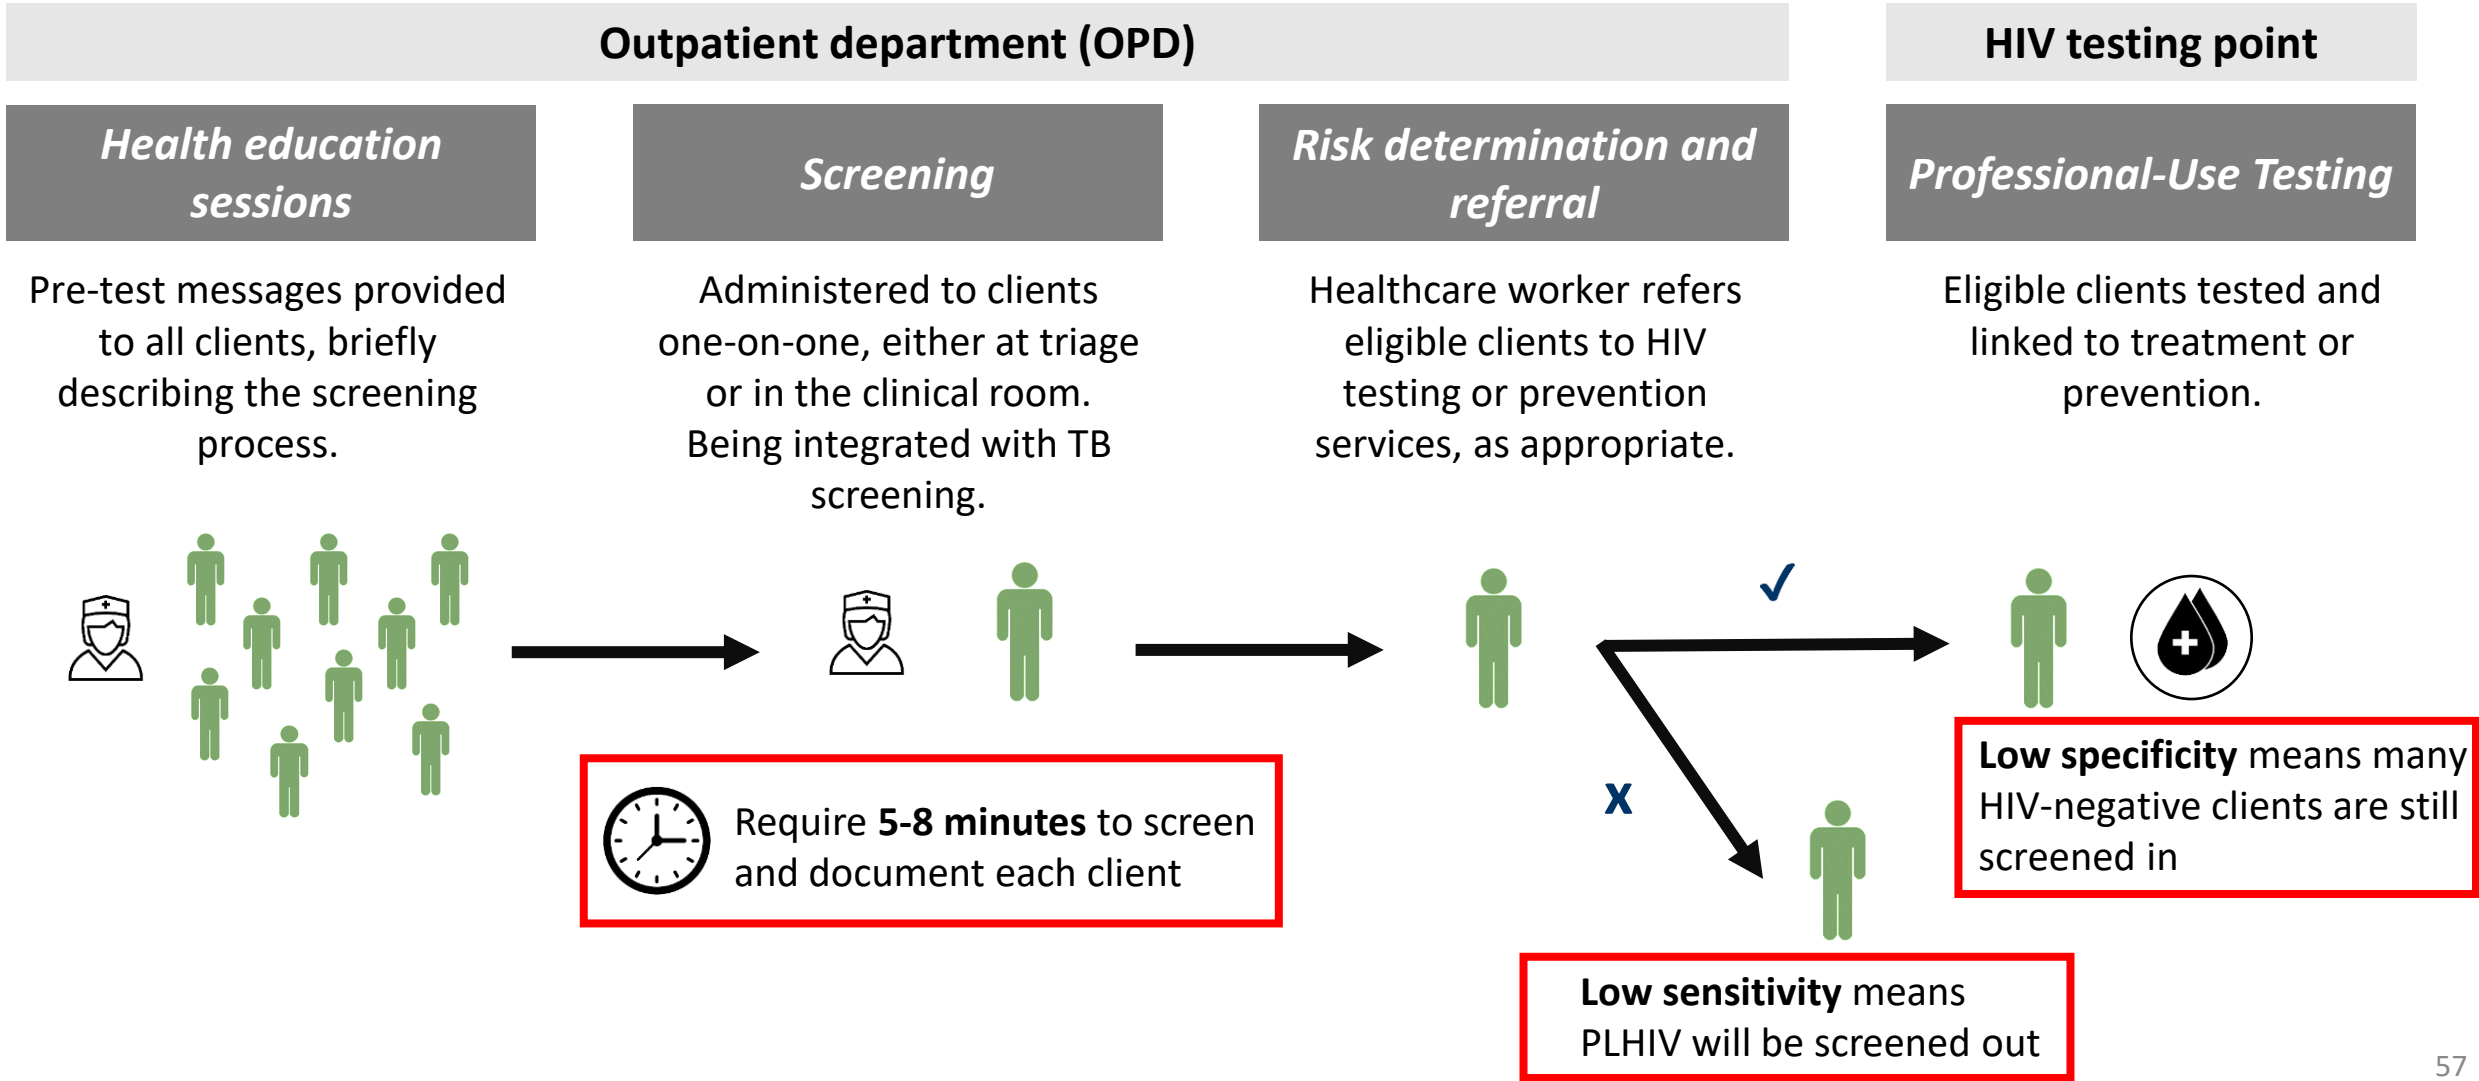 Outpatient department (OPD)
HIV testing point
Health education
sessions
Screening
Risk determination and
referral
Professional-Use Testing
Pre-test messages provided
to all clients, briefly
describing the screening
process.
Administered to clients
one-on-one, either at triage
or in the clinical room.
Being integrated with TB
screening.
Healthcare worker refers
eligible clients to HIV
testing or prevention
services, as appropriate.
Eligible clients tested and
linked to treatment or
prevention.
✓
x
Require 5-8 minutes to screen
and document each client
Low specificity means many
HIV-negative clients are still
screened in
Low sensitivity means
PLHIV will be screened out
57